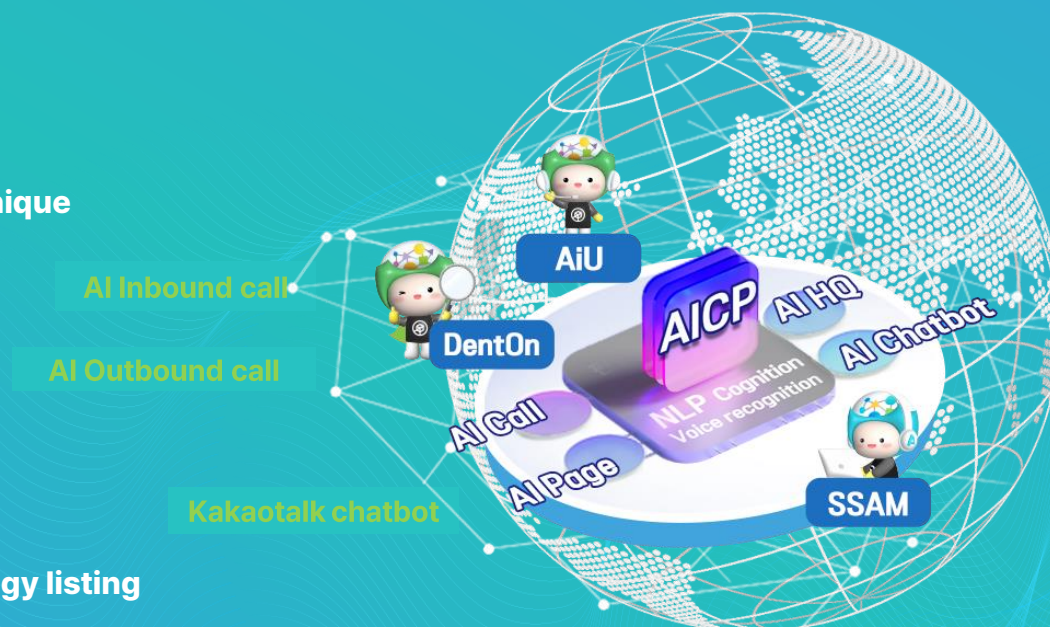 nique
AI Inbound call
AI Outbound call
Kakaotalk chatbot
gy listing
AiU
DentOn
AICP
AI HQ
AI Chatbot
NLP Cognition
Voice recognition
AI Call
AI Page
SSAM